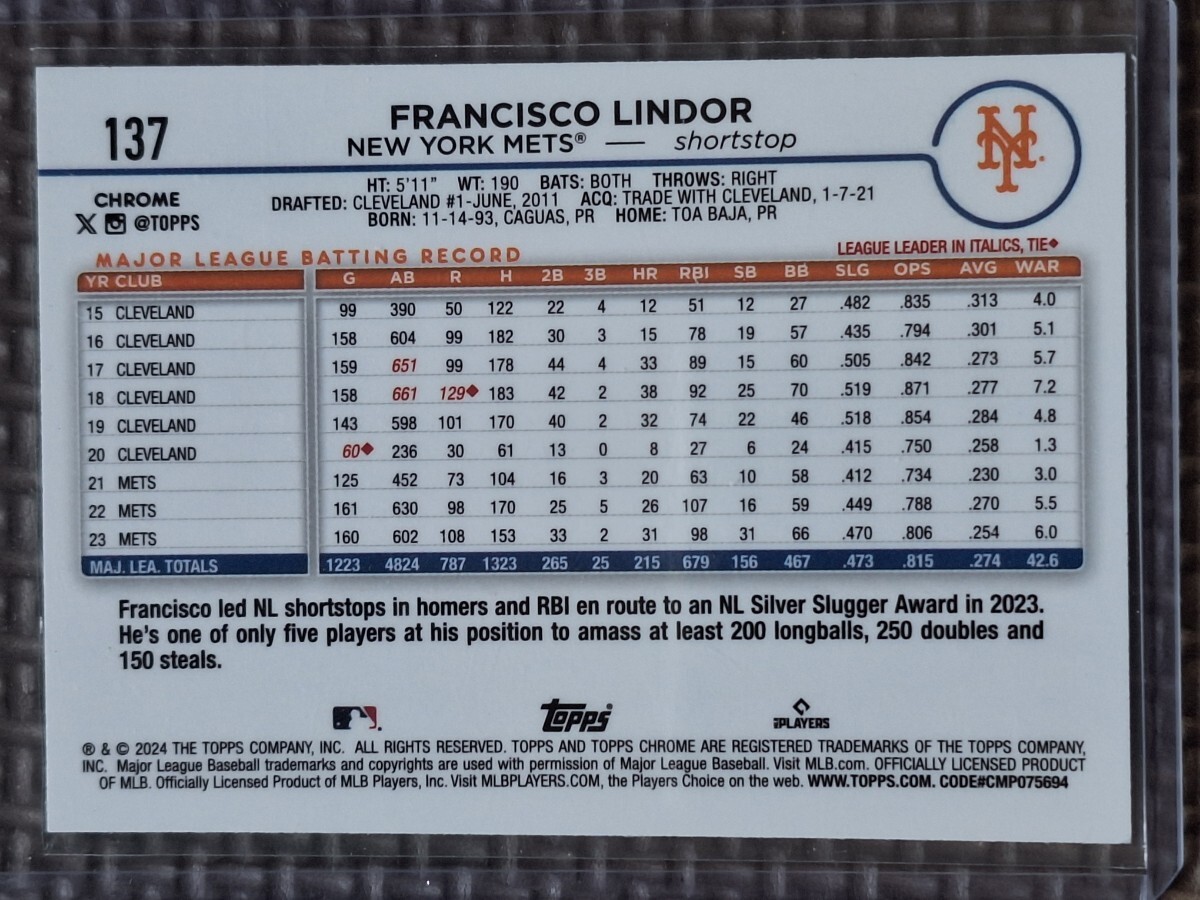 137
FRANCISCO LINDOR
NEW YORK METS® — shortstop
NY
CHROME
X @TOPPS
HT: 5'11" WT: 190 BATS: BOTH THROWS: RIGHT
DRAFTED: CLEVELAND #1-JUNE, 2011 ACQ: TRADE WITH CLEVELAND, 1-7-21
BORN: 11-14-93, CAGUAS, PR HOME: TOA BAJA, PR
MAJOR LEAGUE BATTING RECORD
LEAGUE LEADER IN ITALICS, TIE◆
YR CLUB G AB R H 2B 3B HR RBI SB BB SLG OPS AVG WAR
15 CLEVELAND 99 390 50 122 22 4 12 51 12 27 .482 .835 .313 4.0
16 CLEVELAND 158 604 99 182 30 3 15 78 19 57 .435 .794 .301 5.1
17 CLEVELAND 159 651 99 178 44 4 33 89 15 60 .505 .842 .273 5.7
18 CLEVELAND 158 661 129◆ 183 42 2 38 92 25 70 .519 .871 .277 7.2
19 CLEVELAND 143 598 101 170 40 2 32 74 22 46 .518 .854 .284 4.8
20 CLEVELAND 60◆ 236 30 61 13 0 8 27 6 24 .415 .750 .258 1.3
21 METS 125 452 73 104 16 3 20 63 10 58 .412 .734 .230 3.0
22 METS 161 630 98 170 25 5 26 107 16 59 .449 .788 .270 5.5
23 METS 160 602 108 153 33 2 31 98 31 66 .470 .806 .254 6.0
MAJ. LEA. TOTALS 1223 4824 787 1323 265 25 215 679 156 467 .473 .815 .274 42.6
Francisco led NL shortstops in homers and RBI en route to an NL Silver Slugger Award in 2023.
He's one of only five players at his position to amass at least 200 longballs, 250 doubles and
150 steals.
Topps®
PLAYERS
® & © 2024 THE TOPPS COMPANY, INC. ALL RIGHTS RESERVED. TOPPS AND TOPPS CHROME ARE REGISTERED TRADEMARKS OF THE TOPPS COMPANY,
INC. Major League Baseball trademarks and copyrights are used with permission of Major League Baseball. Visit MLB.com. OFFICIALLY LICENSED PRODUCT
OF MLB. Officially Licensed Product of MLB Players, Inc. Visit MLBPLAYERS.COM, the Players Choice on the web. WWW.TOPPS.COM. CODE#CMP075694